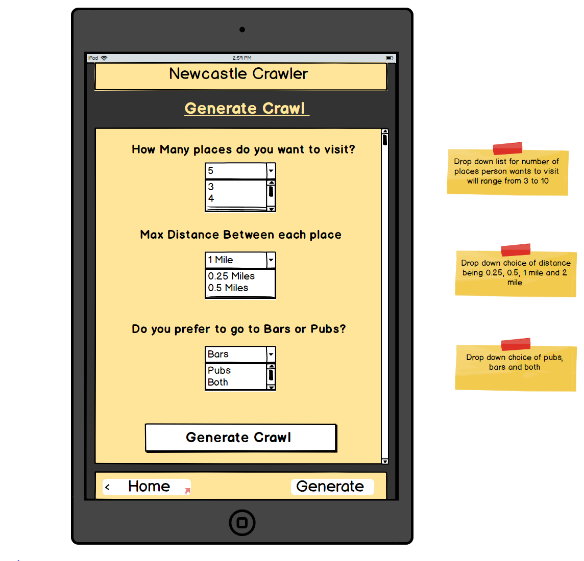 iPod 2:59 PM
Newcastle Crawler
Generate Crawl
How Many places do you want to visit?
5
3
4
Max Distance Between each place
1 Mile
0.25 Miles
0.5 Miles
Do you prefer to go to Bars or Pubs?
Bars
Pubs
Both
Generate Crawl
< Home
Generate
Drop down list for number of
places person wants to visit
will range from 3 to 10
Drop down choice of distance
being 0.25, 0.5, 1 mile and 2
mile
Drop down choice of pubs,
bars and both